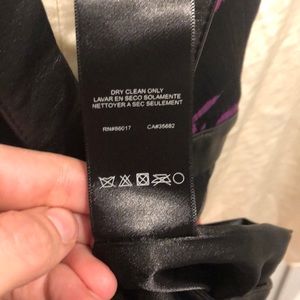 DRY CLEAN ONLY
LAVAR EN SECO SOLAMENTE
NETTOYER A SEC SEULEMENT
RN#86017 CA#35682